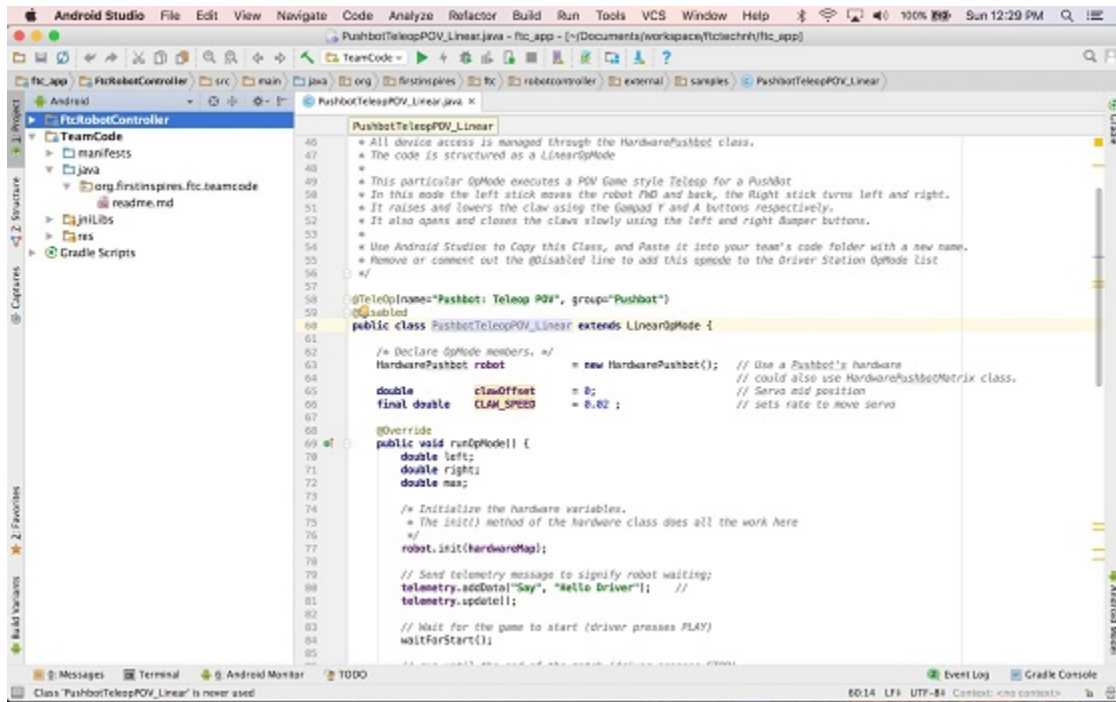 Android Studio File Edit View Navigate Code Analyze Refactor Build Run Tools VCS Window Help 100% Sun 12:29 PM
PushbotTeleopPOV_Linear.java - ftc_app - [~/Documents/workspace/ftctechnh/ftc_app]
TeamCode
ftc_app FtcRobotController src main java org firstinspires ftc robotcontroller external samples PushbotTeleopPOV_Linear
Android
PushbotTeleopPOV_Linear.java
1: Project
2: Structure
Captures
2: Favorites
Build Variants
FtcRobotController
TeamCode
manifests
java
org.firstinspires.ftc.teamcode
readme.md
jniLibs
res
Gradle Scripts
PushbotTeleopPOV_Linear
46 * All device access is managed through the HardwarePushbot class.
47 * The code is structured as a LinearOpMode
48 *
49 * This particular OpMode executes a POV Game style Teleop for a PushBot
50 * In this mode the left stick moves the robot FWD and back, the Right stick turns left and right.
51 * It raises and lowers the claw using the Gampad Y and A buttons respectively.
52 * It also opens and closes the claws slowly using the left and right Bumper buttons.
53 *
54 * Use Android Studios to Copy this Class, and Paste it into your team's code folder with a new name.
55 * Remove or comment out the @Disabled line to add this opmode to the Driver Station OpMode list
56 */
57
58 @TeleOp(name="Pushbot: Teleop POV", group="Pushbot")
59 @Disabled
60 public class PushbotTeleopPOV_Linear extends LinearOpMode {
61
62 /* Declare OpMode members. */
63 HardwarePushbot robot = new HardwarePushbot(); // Use a Pushbot's hardware
64 // could also use HardwarePushbotMatrix class.
65 double clawOffset = 0; // Servo mid position
66 final double CLAW_SPEED = 0.02 ; // sets rate to move servo
67
68 @Override
69 public void runOpMode() {
70 double left;
71 double right;
72 double max;
73
74 /* Initialize the hardware variables.
75 * The init() method of the hardware class does all the work here
76 */
77 robot.init(hardwareMap);
78
79 // Send telemetry message to signify robot waiting;
80 telemetry.addData("Say", "Hello Driver"); //
81 telemetry.update();
82
83 // Wait for the game to start (driver presses PLAY)
84 waitForStart();
85
Gradle
Android Model
0: Messages Terminal 6: Android Monitor TODO Event Log Gradle Console
Class 'PushbotTeleopPOV_Linear' is never used 60:14 LF UTF-8 Context: <no context>